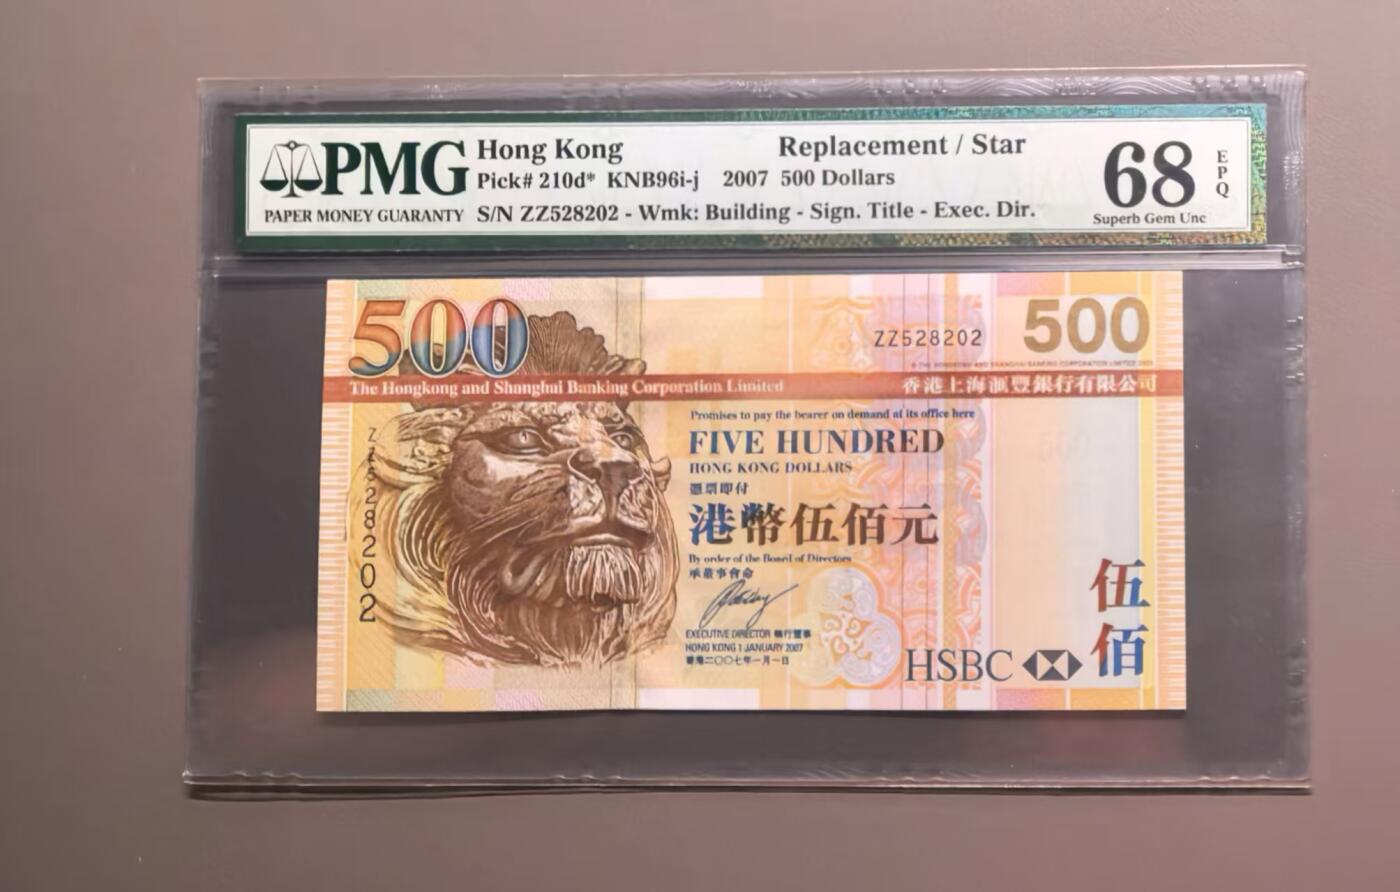 PMG
PAPER MONEY GUARANTY
Hong Kong Replacement / Star
Pick# 210d* KNB96i-j 2007 500 Dollars
S/N ZZ528202 - Wmk: Building - Sign. Title - Exec. Dir.
68
EPQ
Superb Gem Unc
500
ZZ528202
500
The Hongkong and Shanghai Banking Corporation Limited
香港上海滙豐銀行有限公司
ZZ528202
Promises to pay the bearer on demand at its office here
FIVE HUNDRED
HONG KONG DOLLARS
憑票即付
港幣伍佰元
By order of the Board of Directors
承董事會命
EXECUTIVE DIRECTOR 執行董事
HONG KONG 1 JANUARY 2007
香港二〇〇七年一月一日
HSBC
伍佰